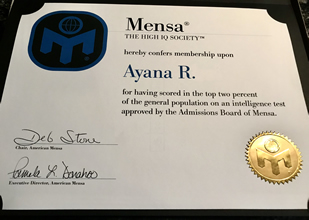 Mensa®
THE HIGH IQ SOCIETY™
hereby confers membership upon
Ayana R.
for having scored in the top two percent
of the general population on an intelligence test
approved by the Admissions Board of Mensa.
Deb Stone
Chair, American Mensa
Executive Director, American Mensa